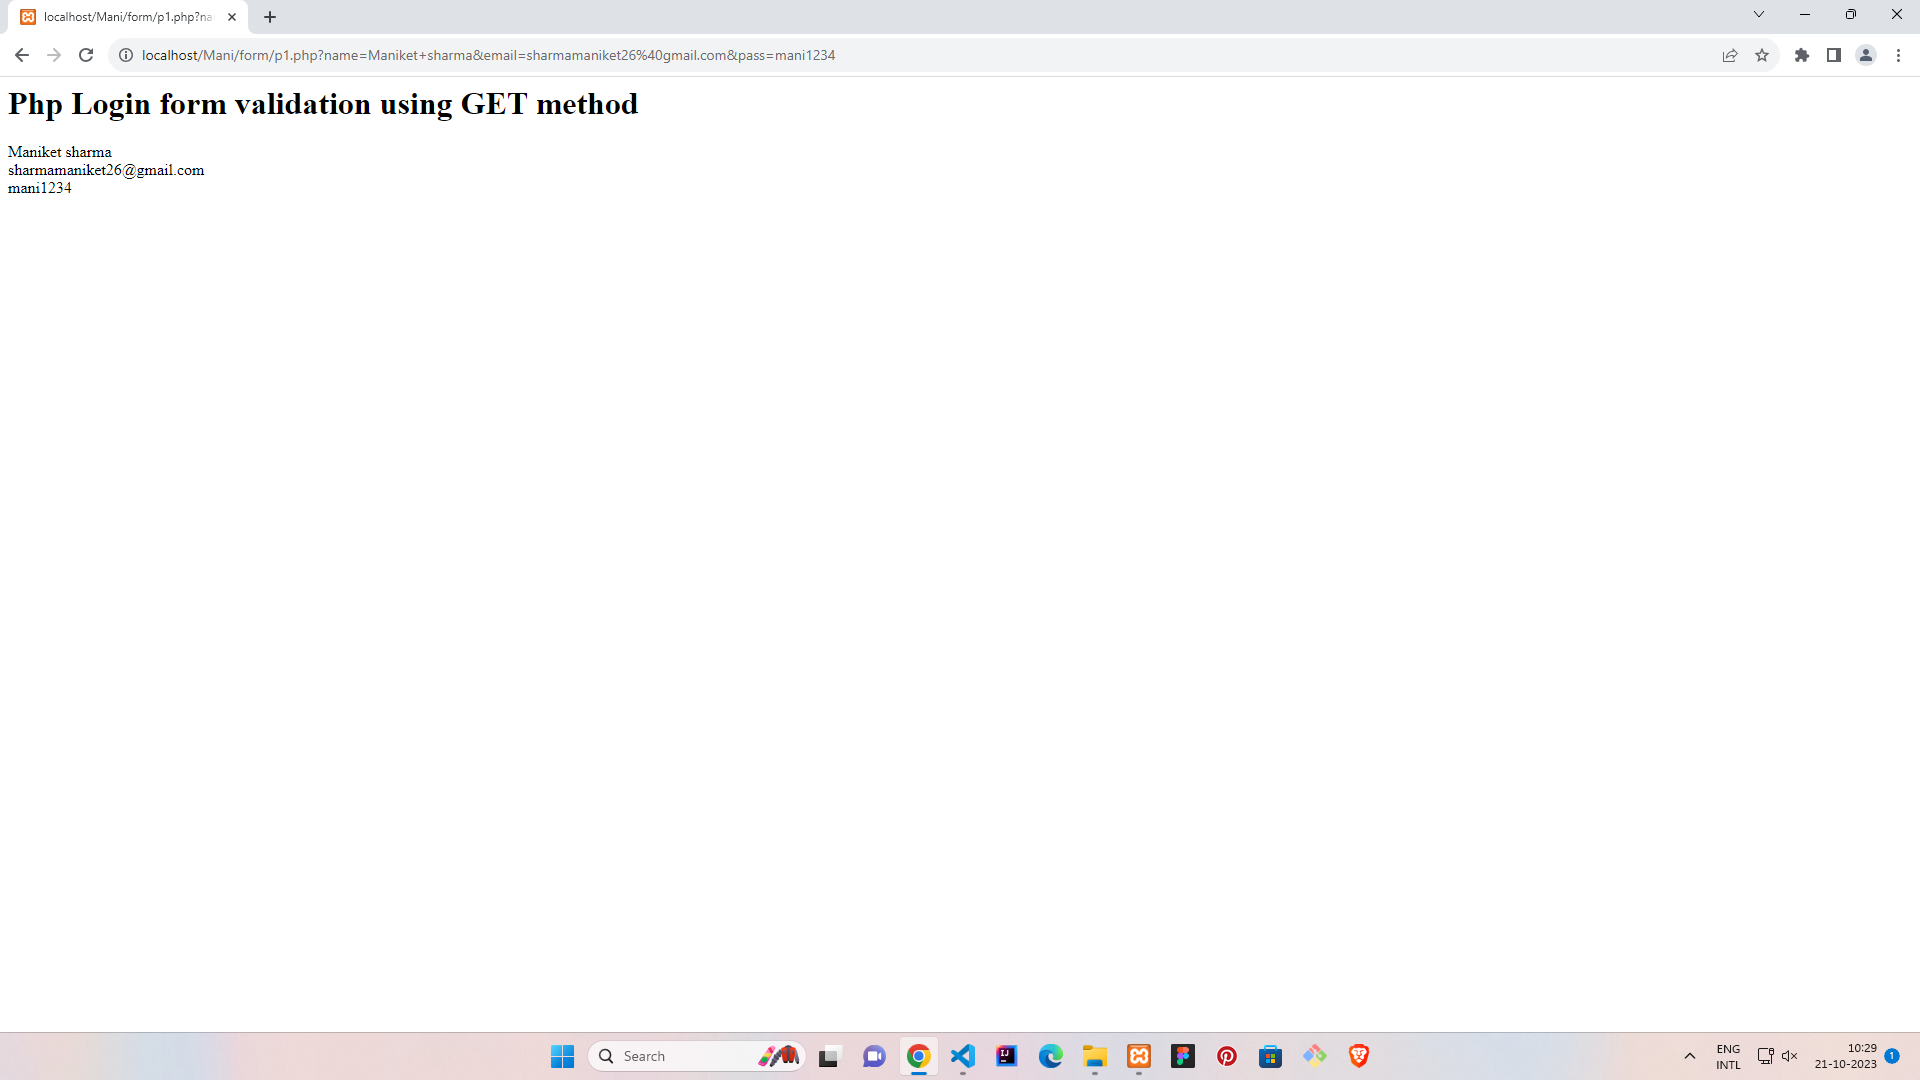 localhost/Mani/form/p1.php?na
localhost/Mani/form/p1.php?name=Maniket+sharma&email=sharmamaniket26%40gmail.com&pass=mani1234
Php Login form validation using GET method
Maniket sharma
sharmamaniket26@gmail.com
mani1234
Search
ENG
INTL
10:29
21-10-2023
1